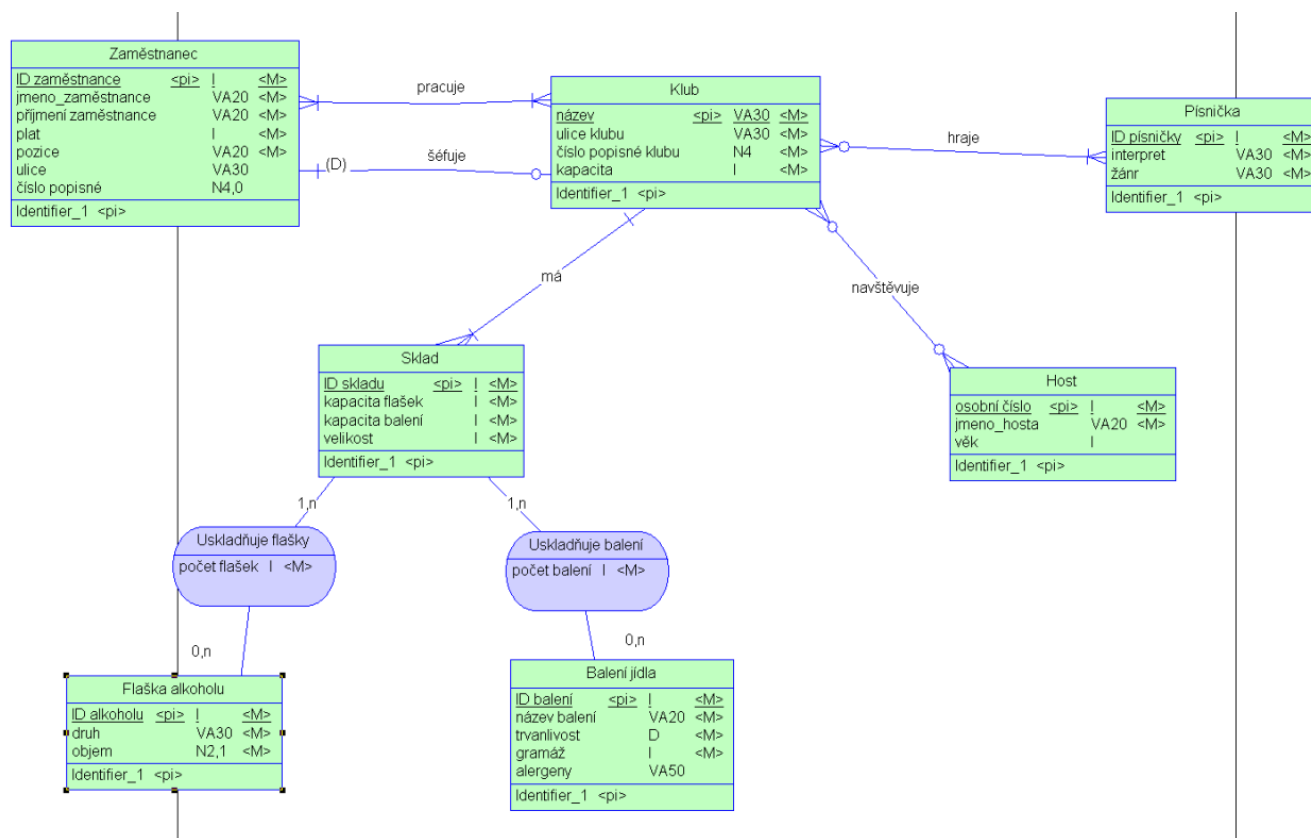 Zaměstnanec
ID zaměstnance <pi> I <M>
jmeno_zaměstnance VA20 <M>
příjmení zaměstnance VA20 <M>
plat I <M>
pozice VA20 <M>
ulice VA30
číslo popisné N4,0
Identifier_1 <pi>
pracuje
(D)
šéfuje
Klub
název <pi> VA30 <M>
ulice klubu VA30 <M>
číslo popisné klubu N4 <M>
kapacita I <M>
Identifier_1 <pi>
hraje
Písnička
ID písničky <pi> I <M>
interpret VA30 <M>
žánr VA30 <M>
Identifier_1 <pi>
má
navštěvuje
Sklad
ID skladu <pi> I <M>
kapacita flašek I <M>
kapacita balení I <M>
velikost I <M>
Identifier_1 <pi>
Host
osobní číslo <pi> I <M>
jmeno_hosta VA20 <M>
věk I
Identifier_1 <pi>
1,n
1,n
Uskladňuje flašky
počet flašek I <M>
Uskladňuje balení
počet balení I <M>
0,n
0,n
Flaška alkoholu
ID alkoholu <pi> I <M>
druh VA30 <M>
objem N2,1 <M>
Identifier_1 <pi>
Balení jídla
ID balení <pi> I <M>
název balení VA20 <M>
trvanlivost D <M>
gramáž I <M>
alergeny VA50
Identifier_1 <pi>